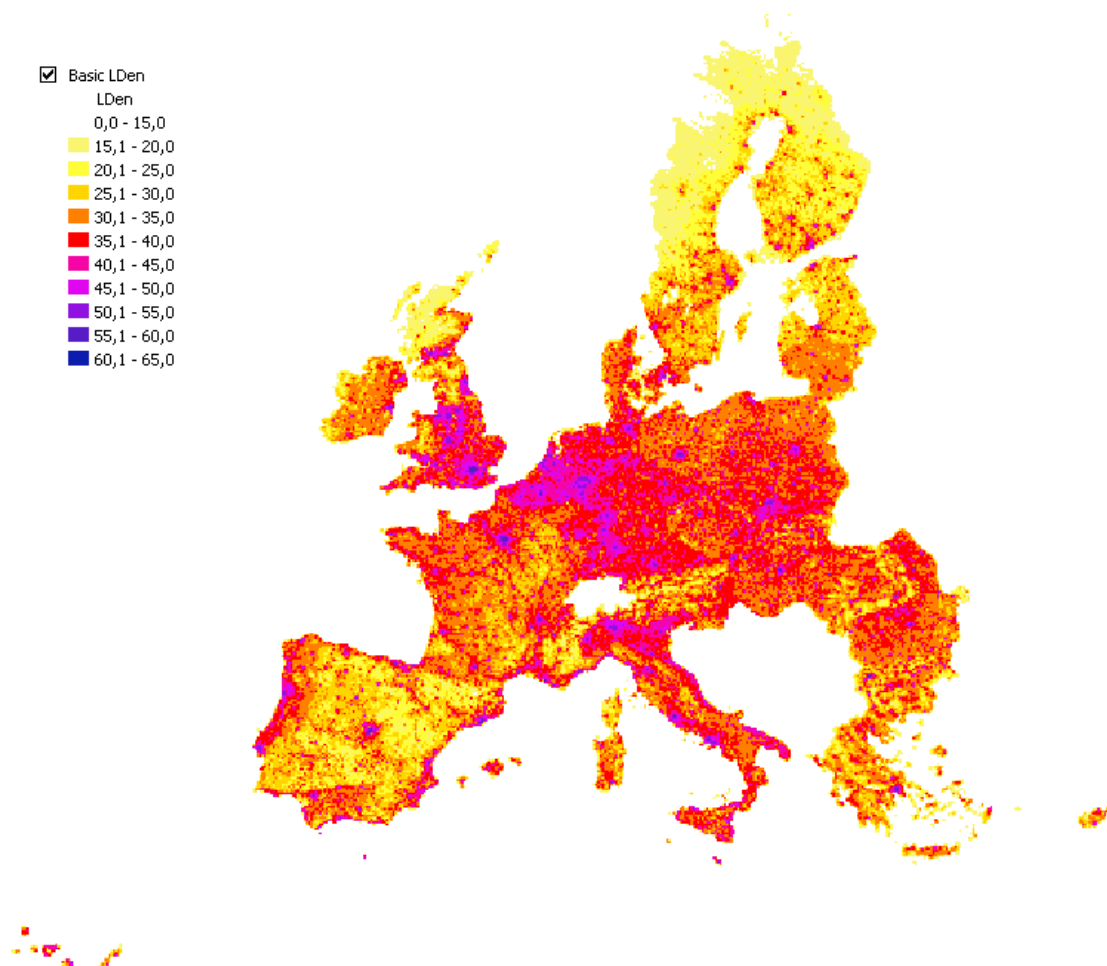 Basic LDen
LDen
0,0 - 15,0
15,1 - 20,0
20,1 - 25,0
25,1 - 30,0
30,1 - 35,0
35,1 - 40,0
40,1 - 45,0
45,1 - 50,0
50,1 - 55,0
55,1 - 60,0
60,1 - 65,0